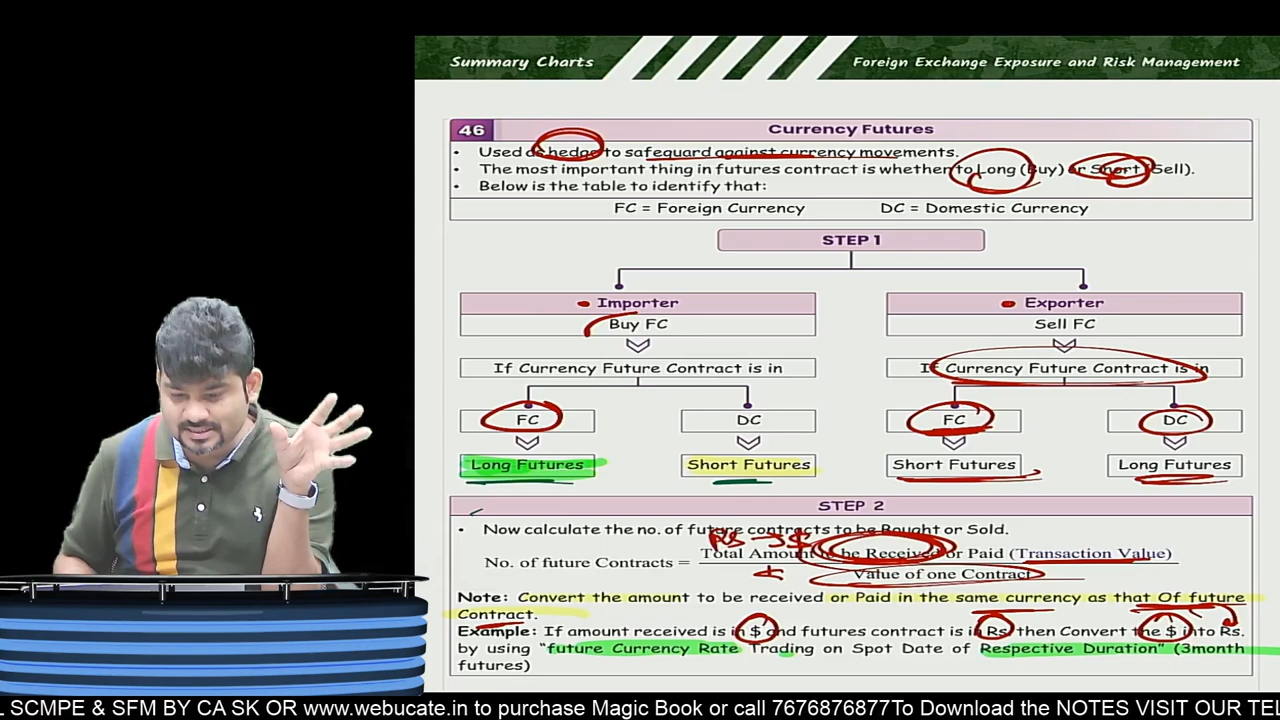 Summary Charts
Foreign Exchange Exposure and Risk Management
46
Currency Futures
• Used as hedge to safeguard against currency movements.
• The most important thing in futures contract is whether to Long (Buy) or Short (Sell).
• Below is the table to identify that:
FC = Foreign Currency DC = Domestic Currency
STEP 1
Importer
Exporter
Buy FC
Sell FC
If Currency Future Contract is in
If Currency Future Contract is in
FC
DC
FC
DC
Long Futures
Short Futures
Short Futures
Long Futures
STEP 2
• Now calculate the no. of future contracts to be Bought or Sold.
Rs → $
No. of future Contracts = Total Amount to be Received or Paid (Transaction Value)
Value of one Contract
Note: Convert the amount to be received or Paid in the same currency as that Of future
Contract.
Example: If amount received is in $ and futures contract is in Rs. then Convert the $ into Rs.
by using “future Currency Rate Trading on Spot Date of Respective Duration” (3month
futures)
SCMPE & SFM BY CA SK OR www.webucate.in to purchase Magic Book or call 7676876877To Download the NOTES VISIT OUR TEL